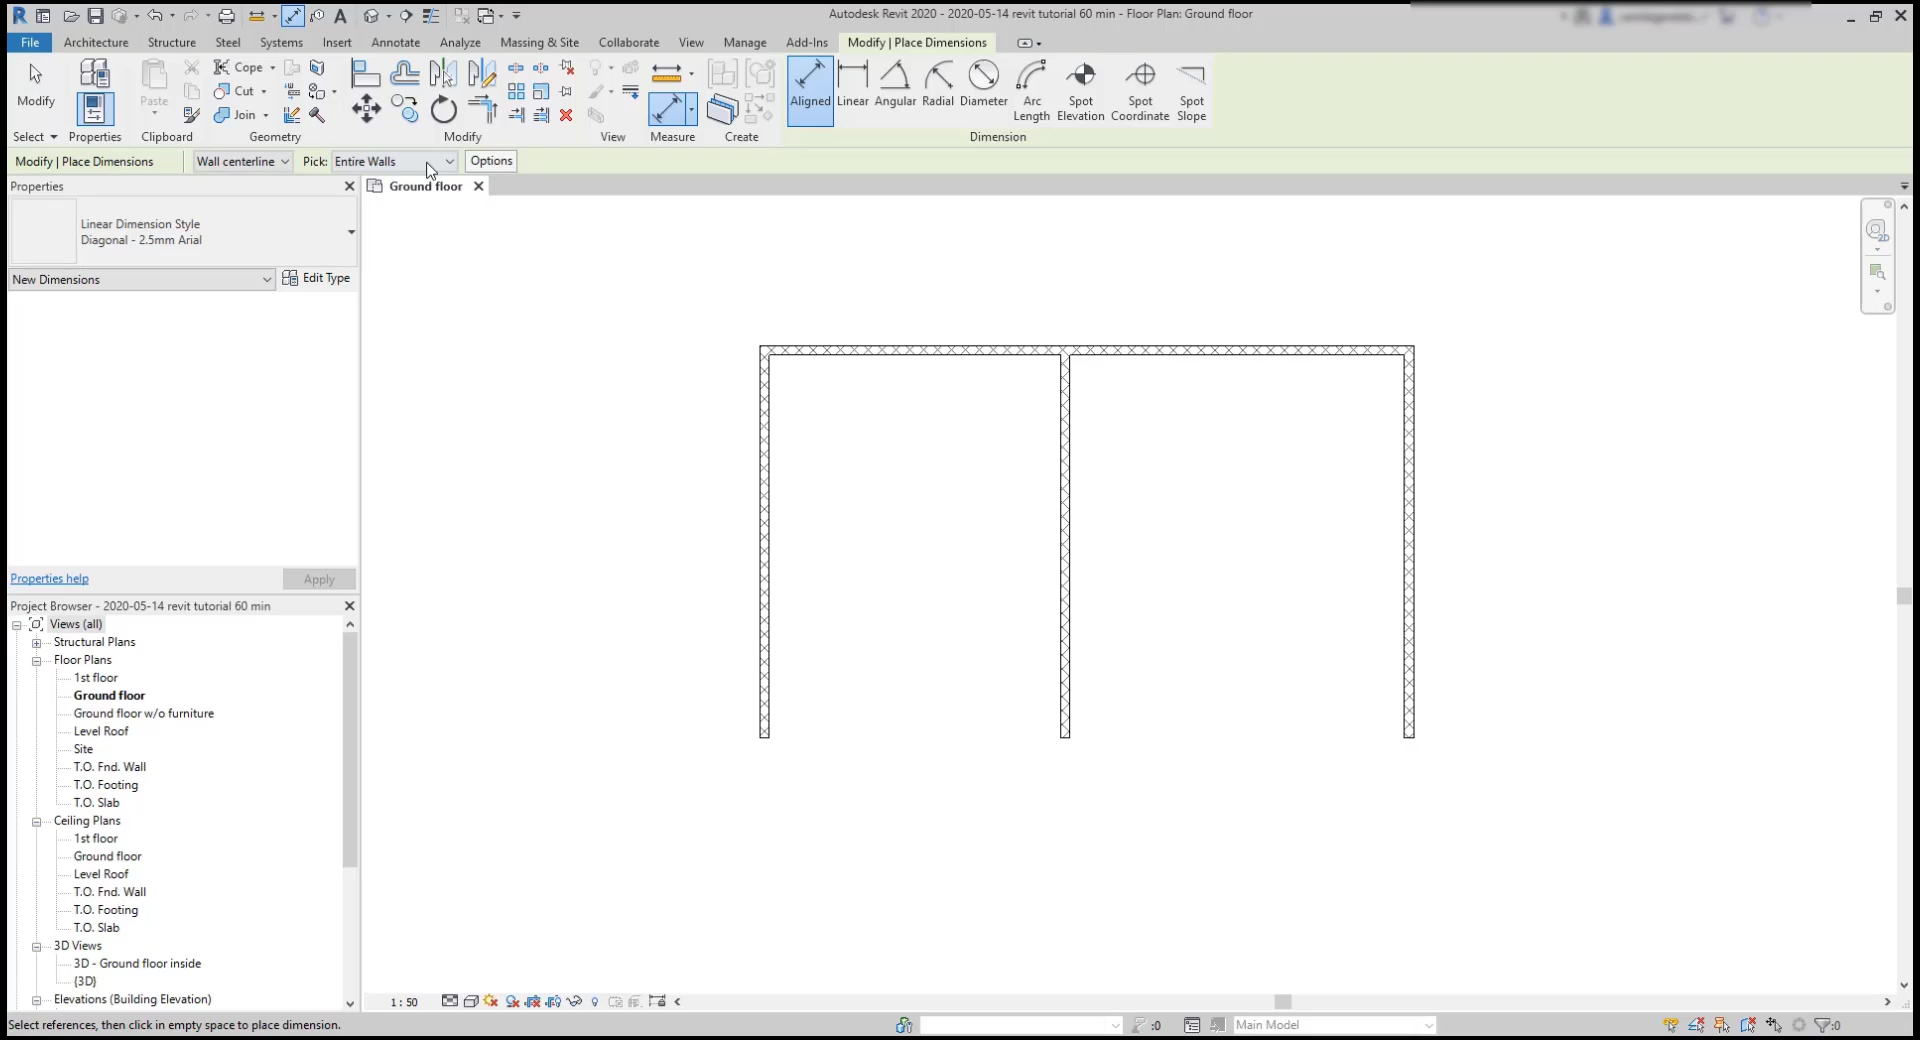 Autodesk Revit 2020 - 2020-05-14 revit tutorial 60 min - Floor Plan: Ground floor
File Architecture Structure Steel Systems Insert Annotate Analyze Massing & Site Collaborate View Manage Add-Ins Modify | Place Dimensions
Modify
Paste
Cope
Cut
Join
Aligned
Linear
Angular
Radial
Diameter
Arc Length
Spot Elevation
Spot Coordinate
Spot Slope
Select Properties Clipboard Geometry Modify View Measure Create Dimension
Modify | Place Dimensions Wall centerline Pick: Entire Walls Options
Properties
Ground floor
Linear Dimension Style
Diagonal - 2.5mm Arial
New Dimensions Edit Type
2D
Properties help Apply
Project Browser - 2020-05-14 revit tutorial 60 min
Views (all)
Structural Plans
Floor Plans
1st floor
Ground floor
Ground floor w/o furniture
Level Roof
Site
T.O. Fnd. Wall
T.O. Footing
T.O. Slab
Ceiling Plans
1st floor
Ground floor
Level Roof
T.O. Fnd. Wall
T.O. Footing
T.O. Slab
3D Views
3D - Ground floor inside
{3D}
Elevations (Building Elevation)
1 : 50
Select references, then click in empty space to place dimension. :0 Main Model :0